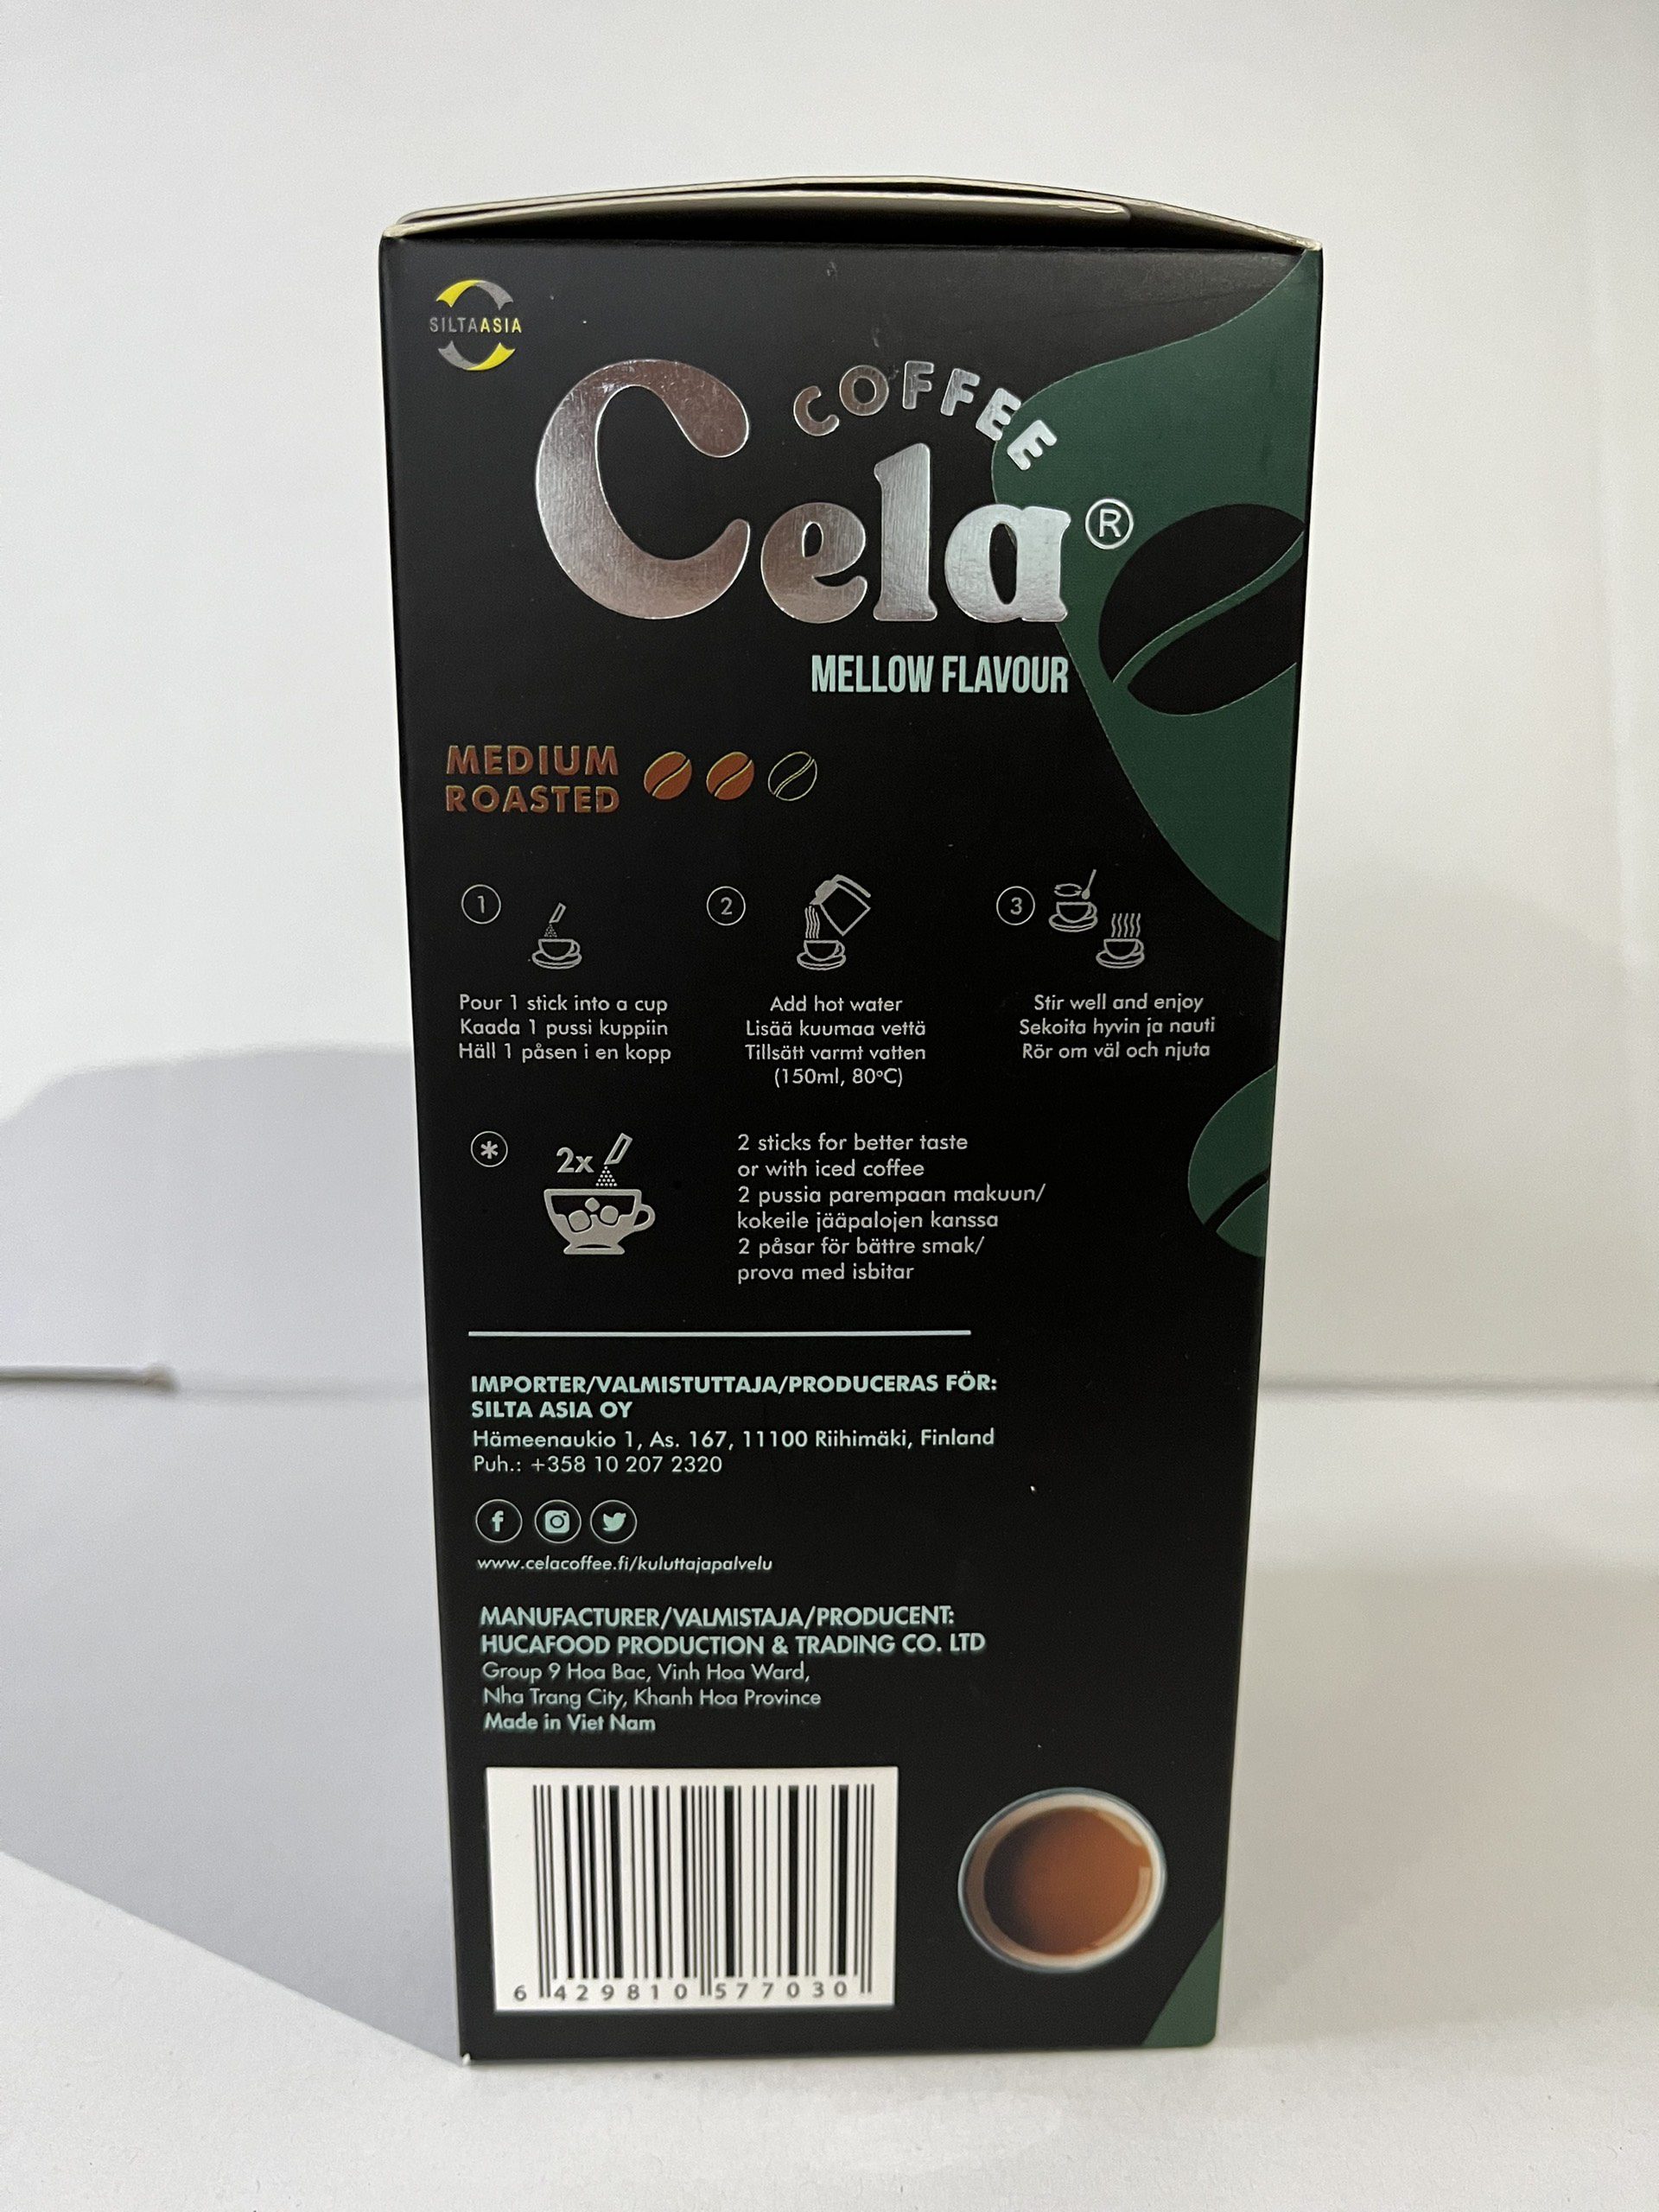 SILTAASIA
COFFEE
Cela®
MELLOW FLAVOUR
MEDIUM
ROASTED
1
Pour 1 stick into a cup
Kaada 1 pussi kuppiin
Häll 1 påsen i en kopp
2
Add hot water
Lisää kuumaa vettä
Tillsätt varmt vatten
(150ml, 80°C)
3
Stir well and enjoy
Sekoita hyvin ja nauti
Rör om väl och njuta
*
2x
2 sticks for better taste
or with iced coffee
2 pussia parempaan makuun/
kokeile jääpalojen kanssa
2 påsar för bättre smak/
prova med isbitar
IMPORTER/VALMISTUTTAJA/PRODUCERAS FÖR:
SILTA ASIA OY
Hämeenaukio 1, As. 167, 11100 Riihimäki, Finland
Puh.: +358 10 207 2320
www.celacoffee.fi/kuluttajapalvelu
MANUFACTURER/VALMISTAJA/PRODUCENT:
HUCAFOOD PRODUCTION & TRADING CO. LTD
Group 9 Hoa Bac, Vinh Hoa Ward,
Nha Trang City, Khanh Hoa Province
Made in Viet Nam
6 429810 577030